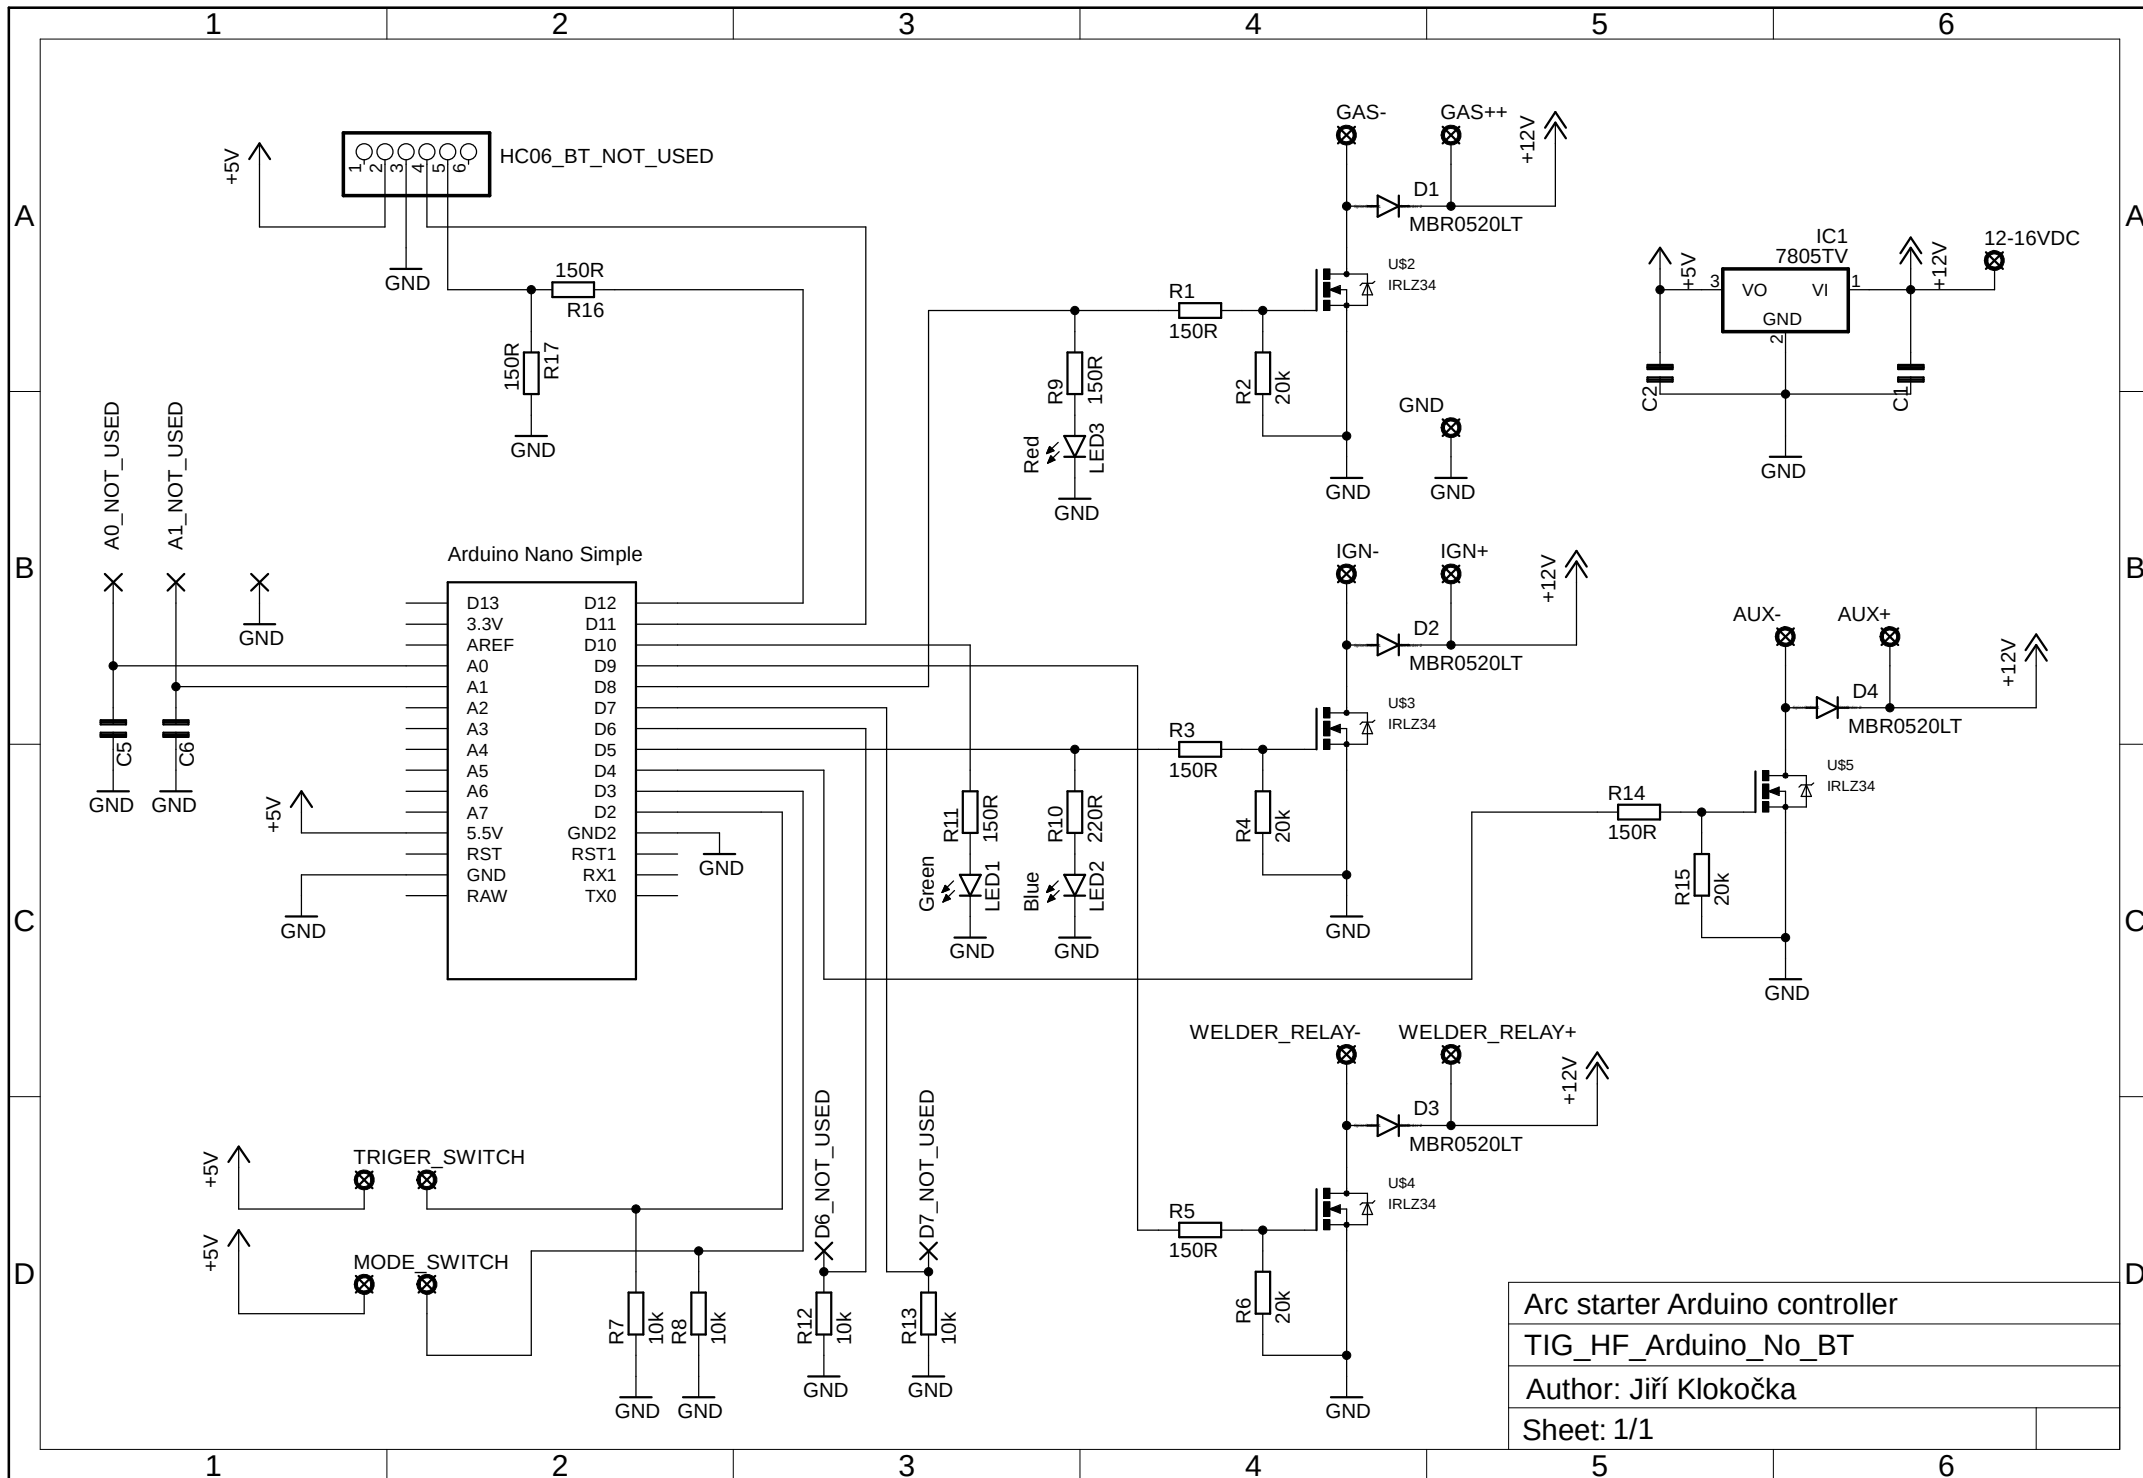 1 2 3 4 5 6
A A
B B
C C
D D
+5V
1 2 3 4 5 6
HC06_BT_NOT_USED
GND
150R
R16
150R
R17
GND
A0_NOT_USED
A1_NOT_USED
GND
C5
GND
C6
GND
Arduino Nano Simple
D13 D12
3.3V D11
AREF D10
A0 D9
A1 D8
A2 D7
A3 D6
A4 D5
A5 D4
A6 D3
A7 D2
5.5V GND2
RST RST1
GND RX1
RAW TX0
+5V
GND
GND
GAS- GAS++
+12V
D1
MBR0520LT
U$2
IRLZ34
R1
150R
R9
150R
Red
LED3
GND
R2
20k
GND
GND
GND
IC1
7805TV
+5V
3 VO VI 1
GND
2
+12V
12-16VDC
C2
C1
GND
IGN- IGN+
+12V
D2
MBR0520LT
U$3
IRLZ34
R3
150R
R11
150R
Green
LED1
GND
R10
220R
Blue
LED2
GND
R4
20k
GND
AUX- AUX+
+12V
D4
MBR0520LT
U$5
IRLZ34
R14
150R
R15
20k
GND
WELDER_RELAY- WELDER_RELAY+
+12V
D3
MBR0520LT
U$4
IRLZ34
R5
150R
R6
20k
GND
+5V
TRIGER_SWITCH
+5V
MODE_SWITCH
R7
10k
GND
R8
10k
GND
D6_NOT_USED
R12
10k
GND
D7_NOT_USED
R13
10k
GND
Arc starter Arduino controller
TIG_HF_Arduino_No_BT
Author: Jiří Klokočka
Sheet: 1/1
1 2 3 4 5 6